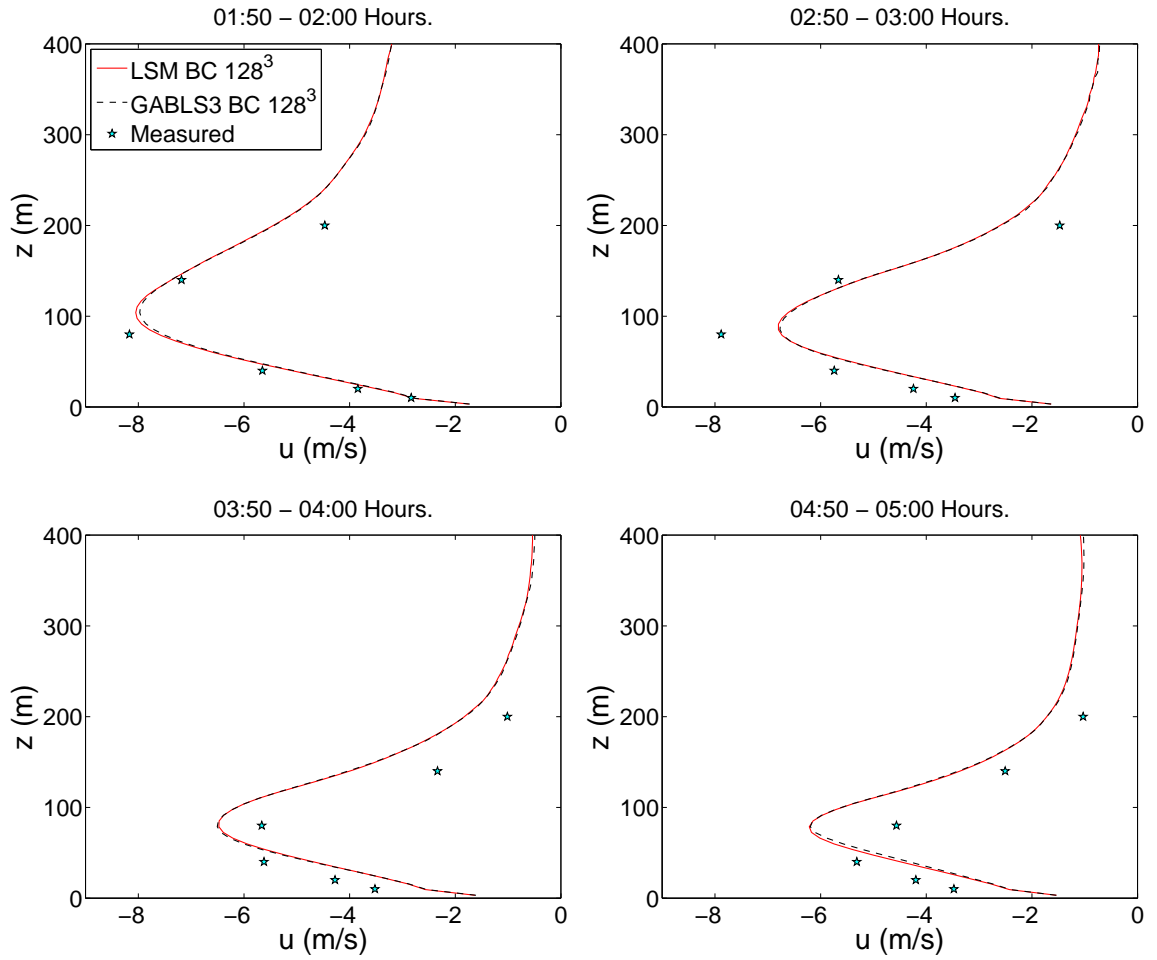 01:50 − 02:00 Hours.
400
300
200
100
0
z (m)
LSM BC 128³
GABLS3 BC 128³
Measured
−8 −6 −4 −2 0
u (m/s)
02:50 − 03:00 Hours.
400
300
200
100
0
z (m)
−8 −6 −4 −2 0
u (m/s)
03:50 − 04:00 Hours.
400
300
200
100
0
z (m)
−8 −6 −4 −2 0
u (m/s)
04:50 − 05:00 Hours.
400
300
200
100
0
z (m)
−8 −6 −4 −2 0
u (m/s)